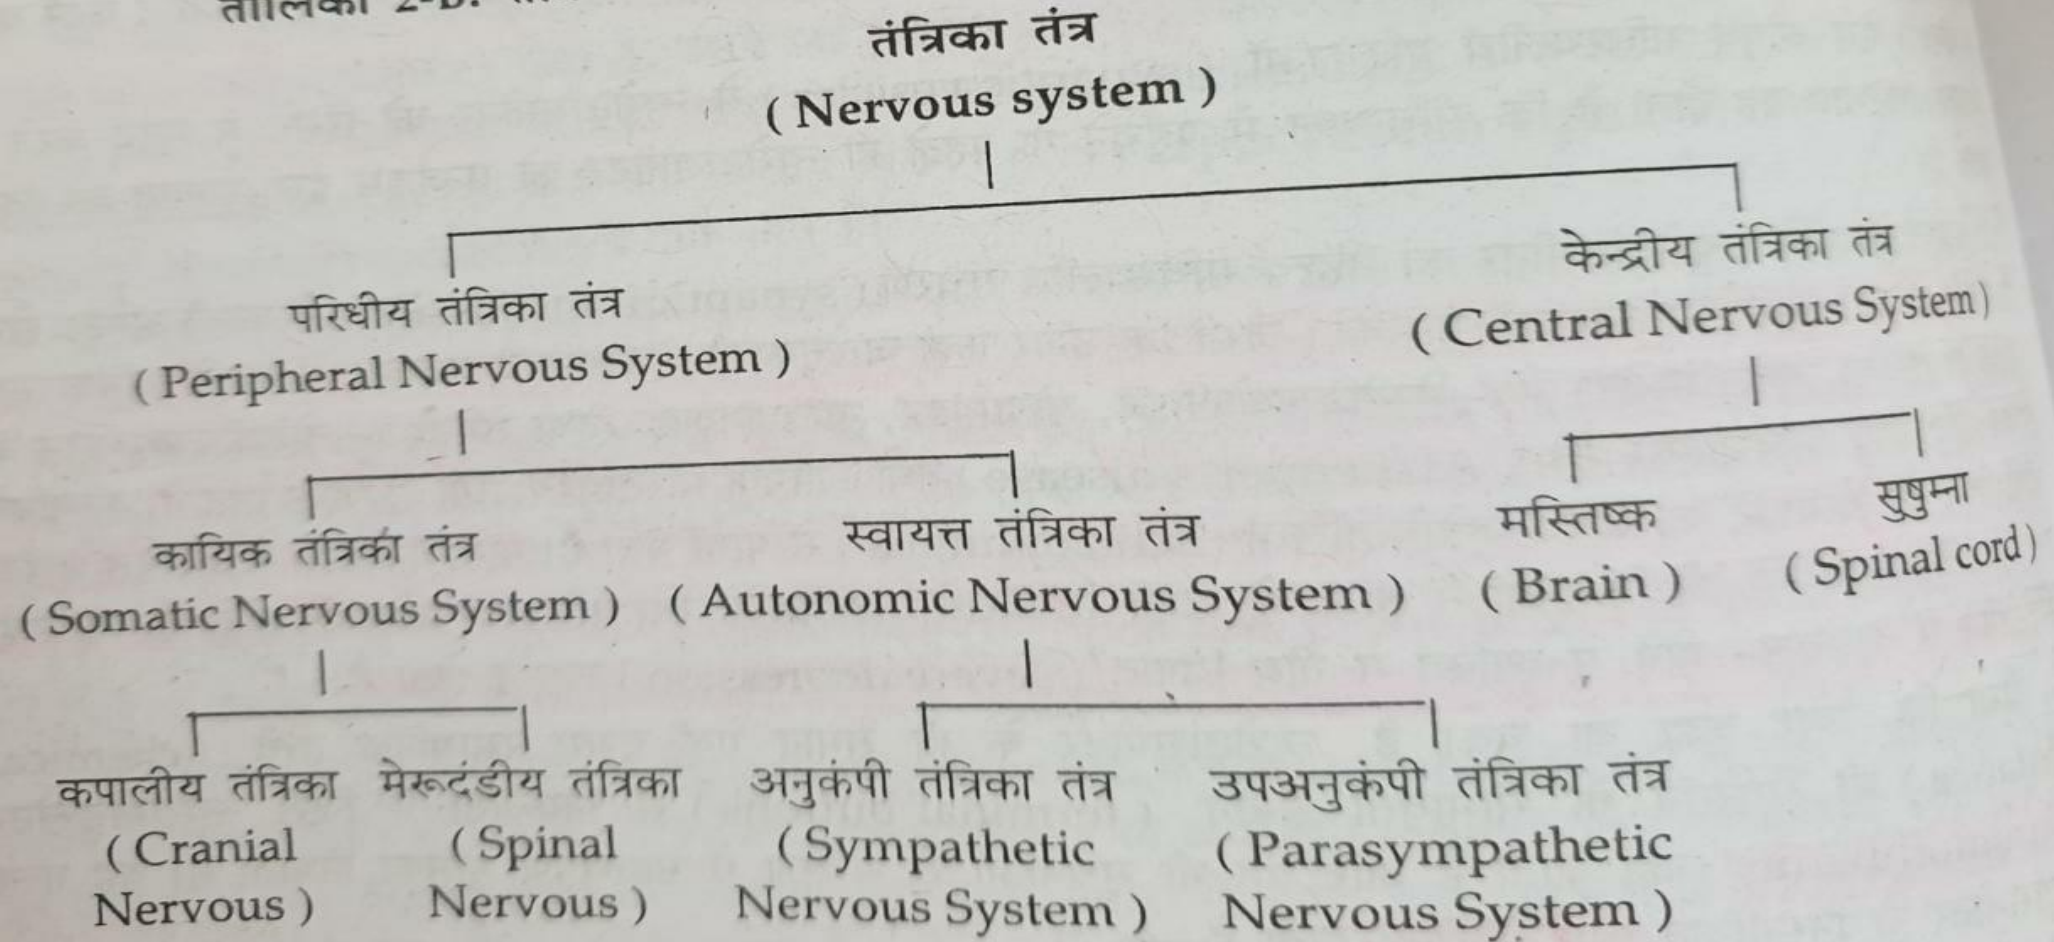 तंत्रिका तंत्र
( Nervous system )
केन्द्रीय तंत्रिका तंत्र
( Central Nervous System)
परिधीय तंत्रिका तंत्र
( Peripheral Nervous System )
कायिक तंत्रिका तंत्र स्वायत्त तंत्रिका तंत्र मस्तिष्क सुषुम्ना
( Somatic Nervous System ) ( Autonomic Nervous System ) ( Brain ) ( Spinal cord)
कपालीय तंत्रिका मेरूदंडीय तंत्रिका अनुकंपी तंत्रिका तंत्र उपअनुकंपी तंत्रिका तंत्र
( Cranial ( Spinal ( Sympathetic ( Parasympathetic
Nervous ) Nervous ) Nervous System ) Nervous System )